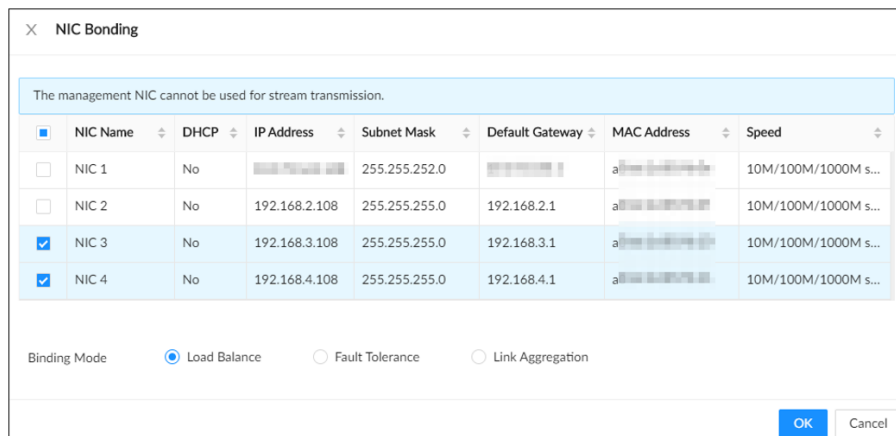 NIC Bonding
The management NIC cannot be used for stream transmission.
NIC Name DHCP IP Address Subnet Mask Default Gateway MAC Address Speed
NIC 1 No 255.255.252.0 10M/100M/1000M s...
NIC 2 No 192.168.2.108 255.255.255.0 192.168.2.1 10M/100M/1000M s...
NIC 3 No 192.168.3.108 255.255.255.0 192.168.3.1 10M/100M/1000M s...
NIC 4 No 192.168.4.108 255.255.255.0 192.168.4.1 10M/100M/1000M s...
Binding Mode Load Balance Fault Tolerance Link Aggregation
OK Cancel